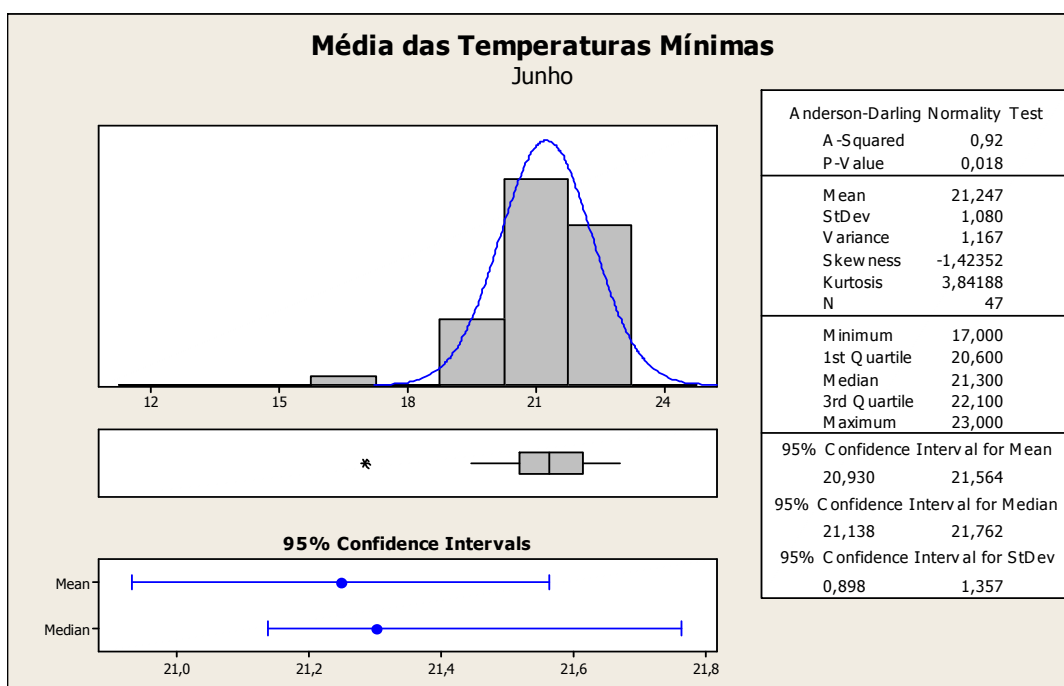 Média das Temperaturas Mínimas
Junho
12 15 18 21 24
95% Confidence Intervals
Mean
Median
21,0 21,2 21,4 21,6 21,8
Anderson-Darling Normality Test
A-Squared 0,92
P-Value 0,018
Mean 21,247
StDev 1,080
Variance 1,167
Skewness -1,42352
Kurtosis 3,84188
N 47
Minimum 17,000
1st Quartile 20,600
Median 21,300
3rd Quartile 22,100
Maximum 23,000
95% Confidence Interval for Mean
20,930 21,564
95% Confidence Interval for Median
21,138 21,762
95% Confidence Interval for StDev
0,898 1,357